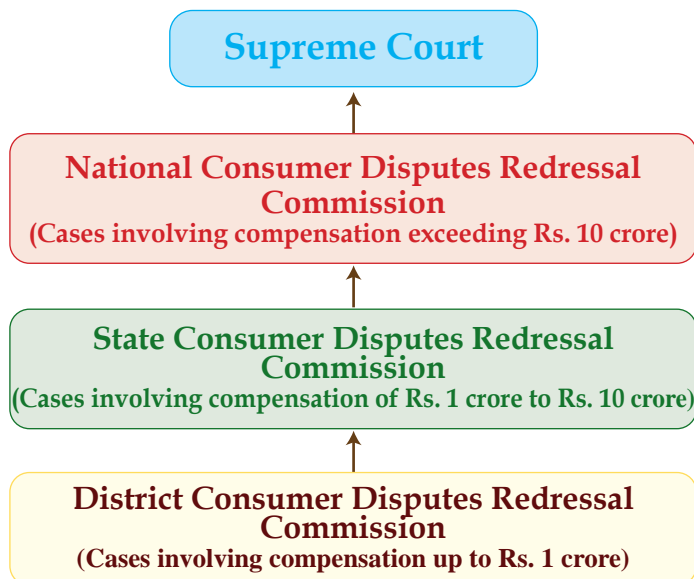 Supreme Court
National Consumer Disputes Redressal
Commission
(Cases involving compensation exceeding Rs. 10 crore)
State Consumer Disputes Redressal
Commission
(Cases involving compensation of Rs. 1 crore to Rs. 10 crore)
District Consumer Disputes Redressal
Commission
(Cases involving compensation up to Rs. 1 crore)